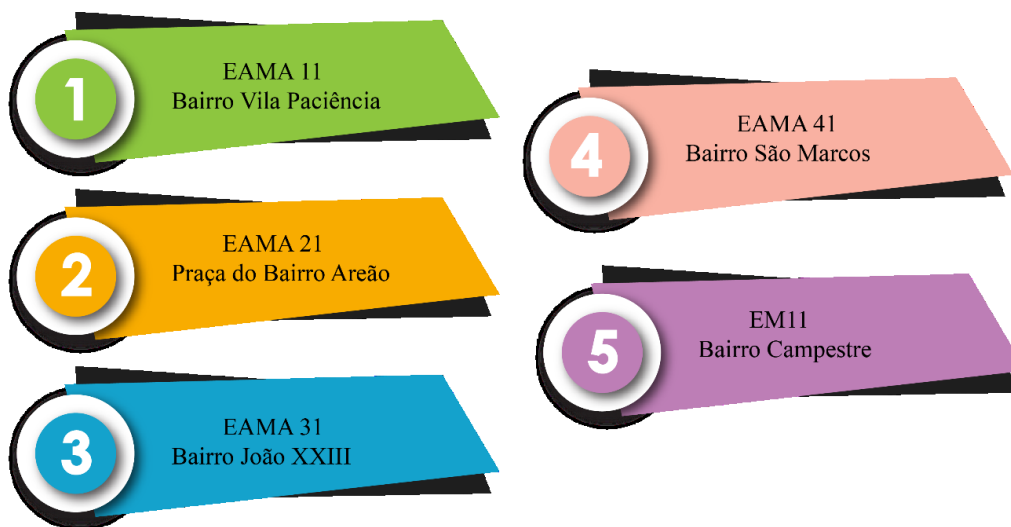 1
EAMA 11
Bairro Vila Paciência
2
EAMA 21
Praça do Bairro Areão
3
EAMA 31
Bairro João XXIII
4
EAMA 41
Bairro São Marcos
5
EM11
Bairro Campestre